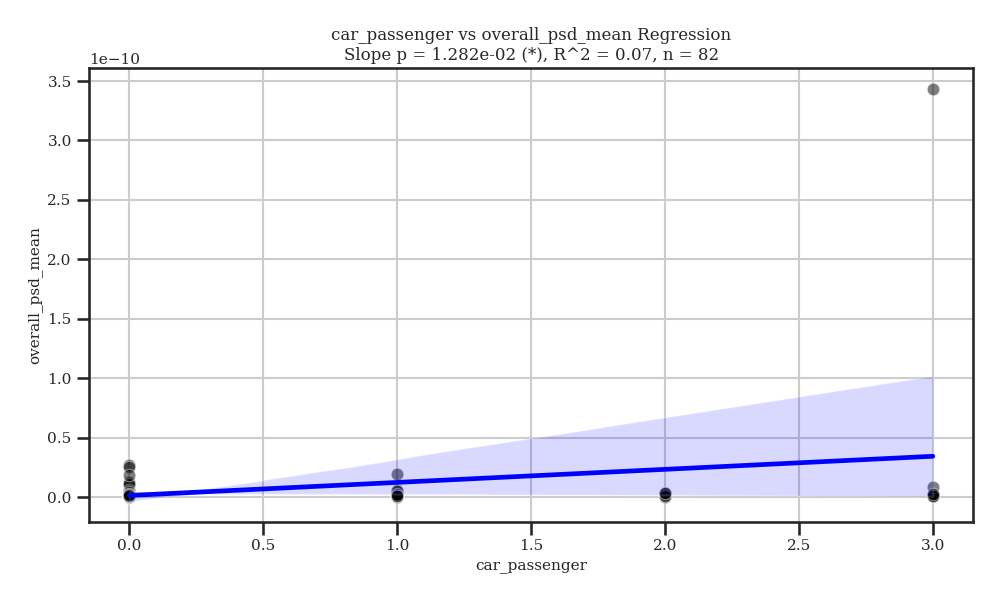 car_passenger vs overall_psd_mean Regression
Slope p = 1.282e-02 (*), R^2 = 0.07, n = 82
1e−10
3.5
3.0
2.5
2.0
1.5
1.0
0.5
0.0
overall_psd_mean
0.0 0.5 1.0 1.5 2.0 2.5 3.0
car_passenger